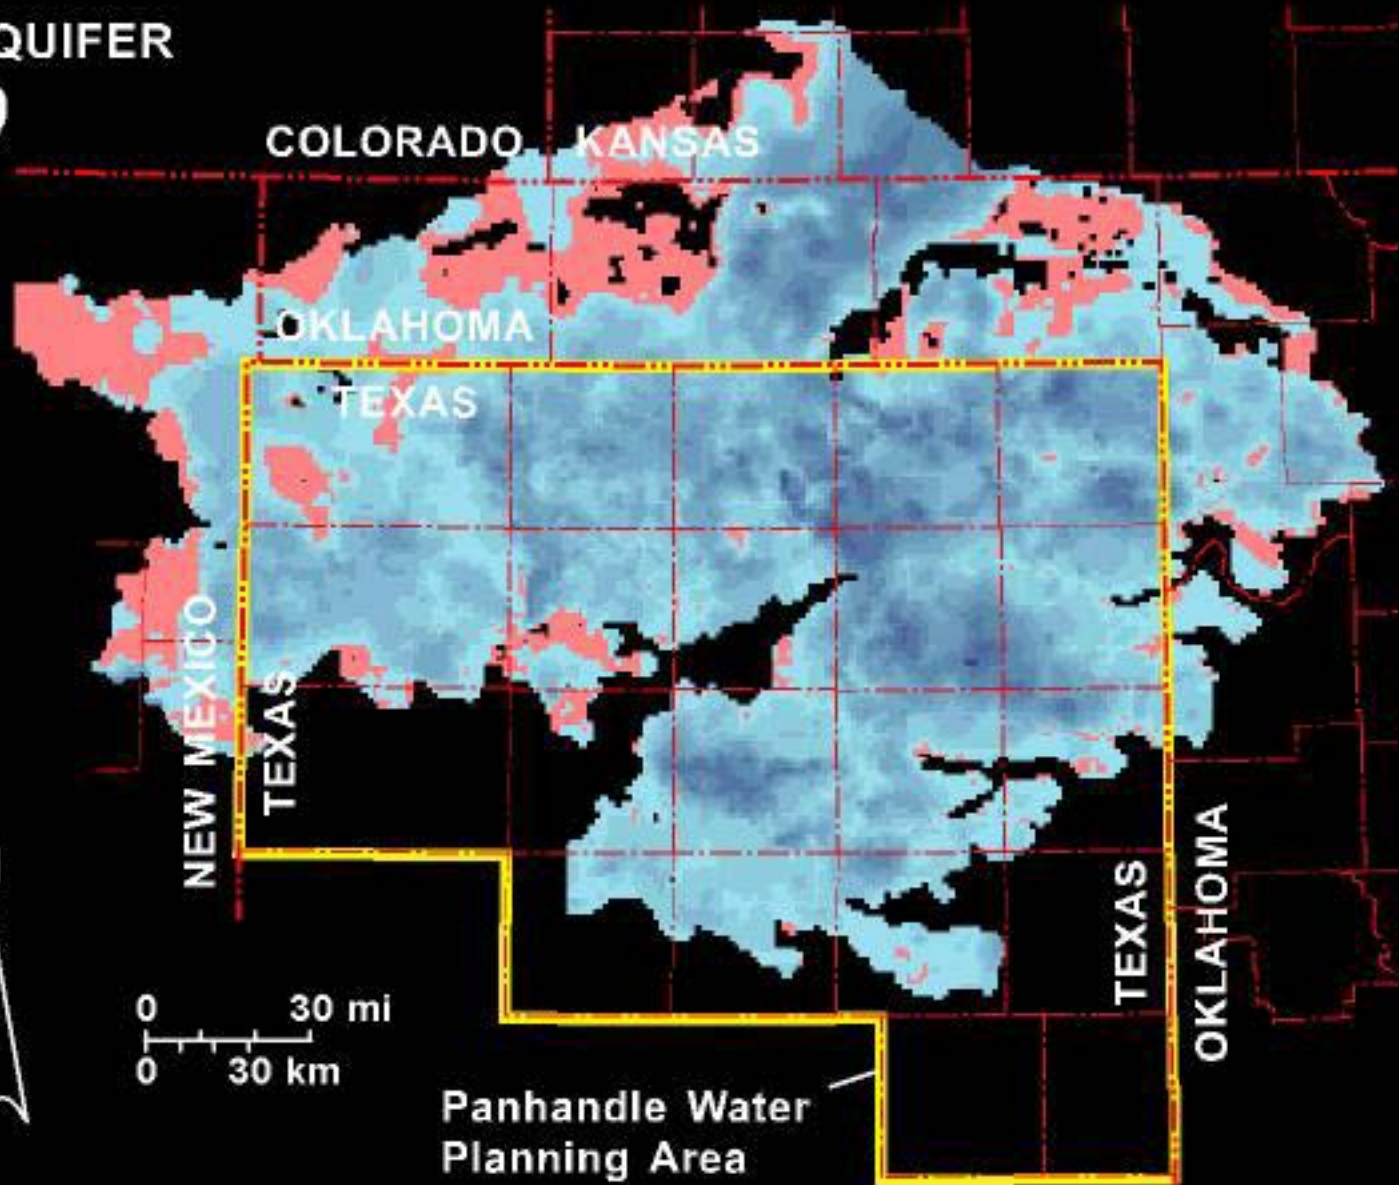 QUIFER
COLORADO KANSAS
OKLAHOMA
TEXAS
NEW MEXICO
TEXAS
TEXAS
OKLAHOMA
0 30 mi
0 30 km
Panhandle Water
Planning Area